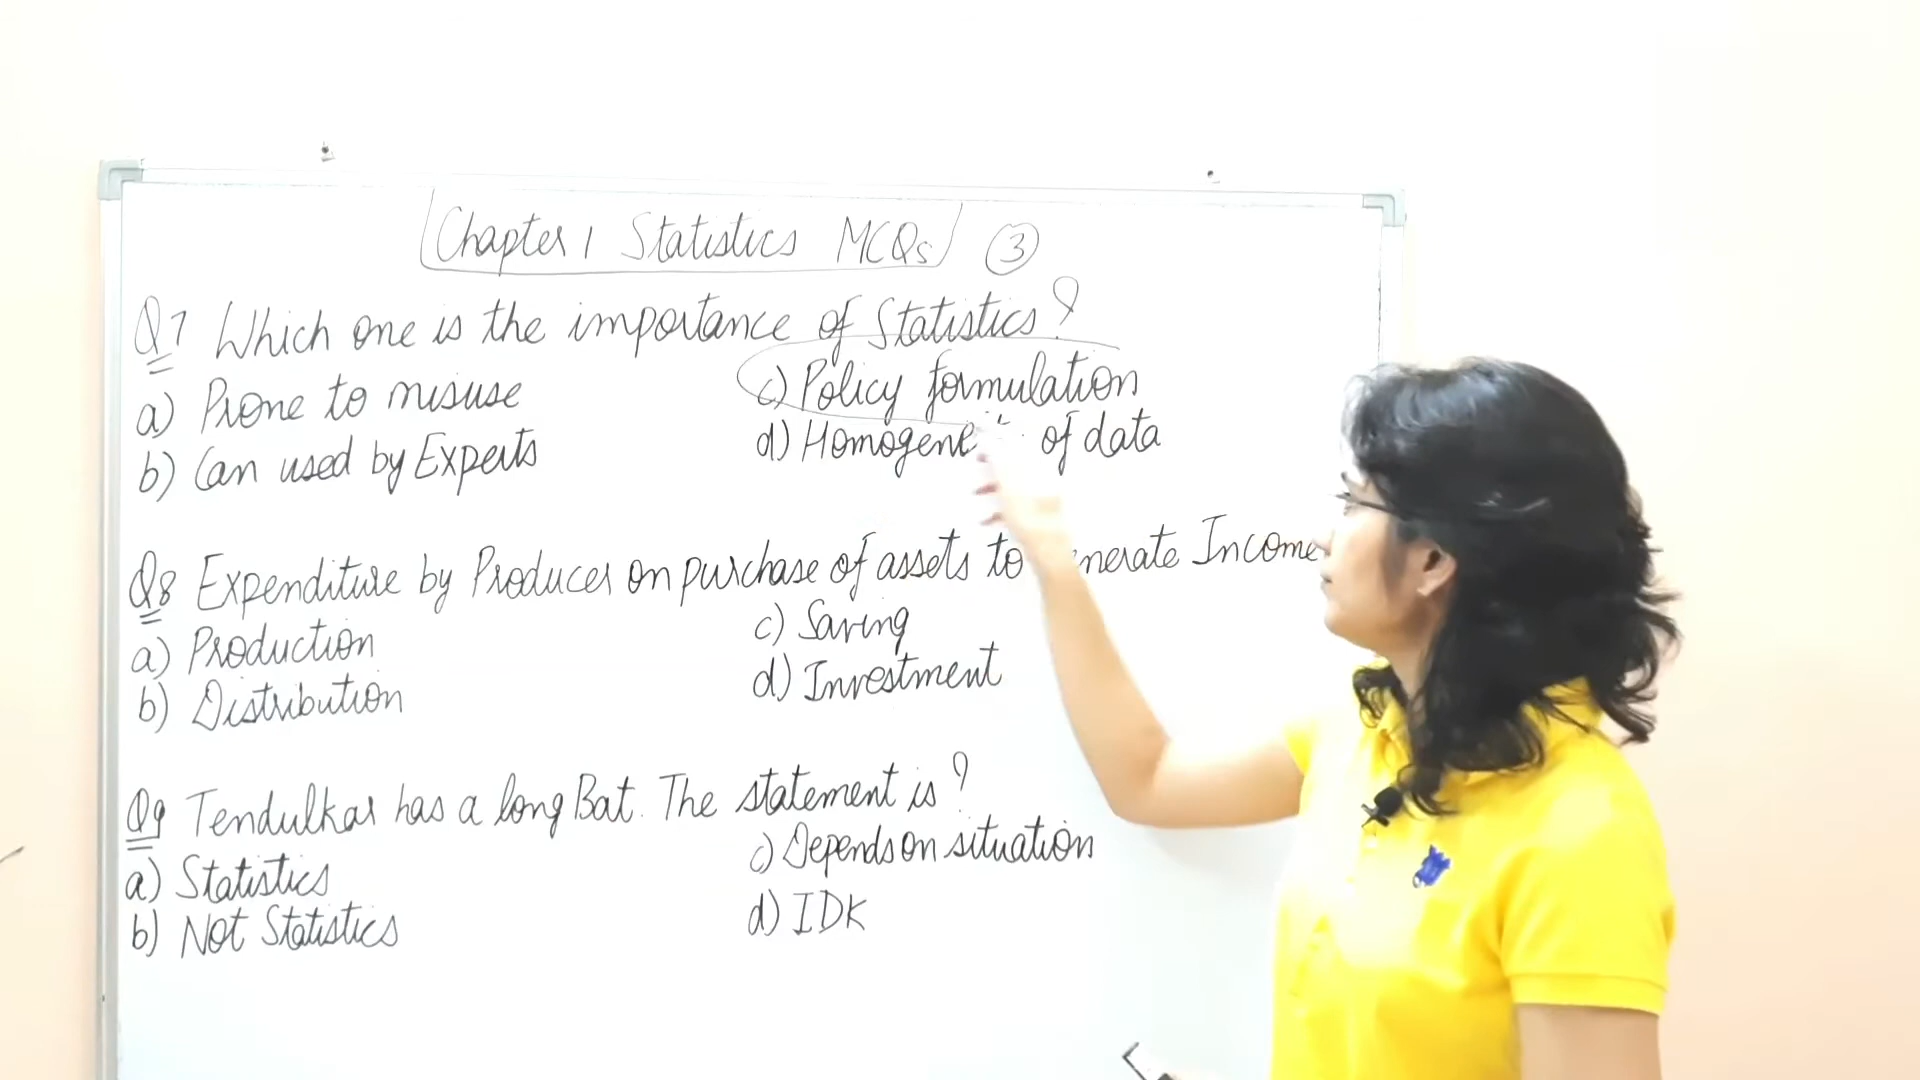 Chapter 1 Statistics MCQs 3
Q7 Which one is the importance of Statistics?
a) Prone to misuse
b) Can used by Experts
c) Policy formulation
d) of data
Q8 Expenditure by Producer on purchase of assets to Income
a) Production
b) Distribution
c) Saving
d) Investment
Q9 Tendulkar has a long Bat. The statement is?
a) Statistics
b) Not Statistics
c) Depends on situation
d) IDK